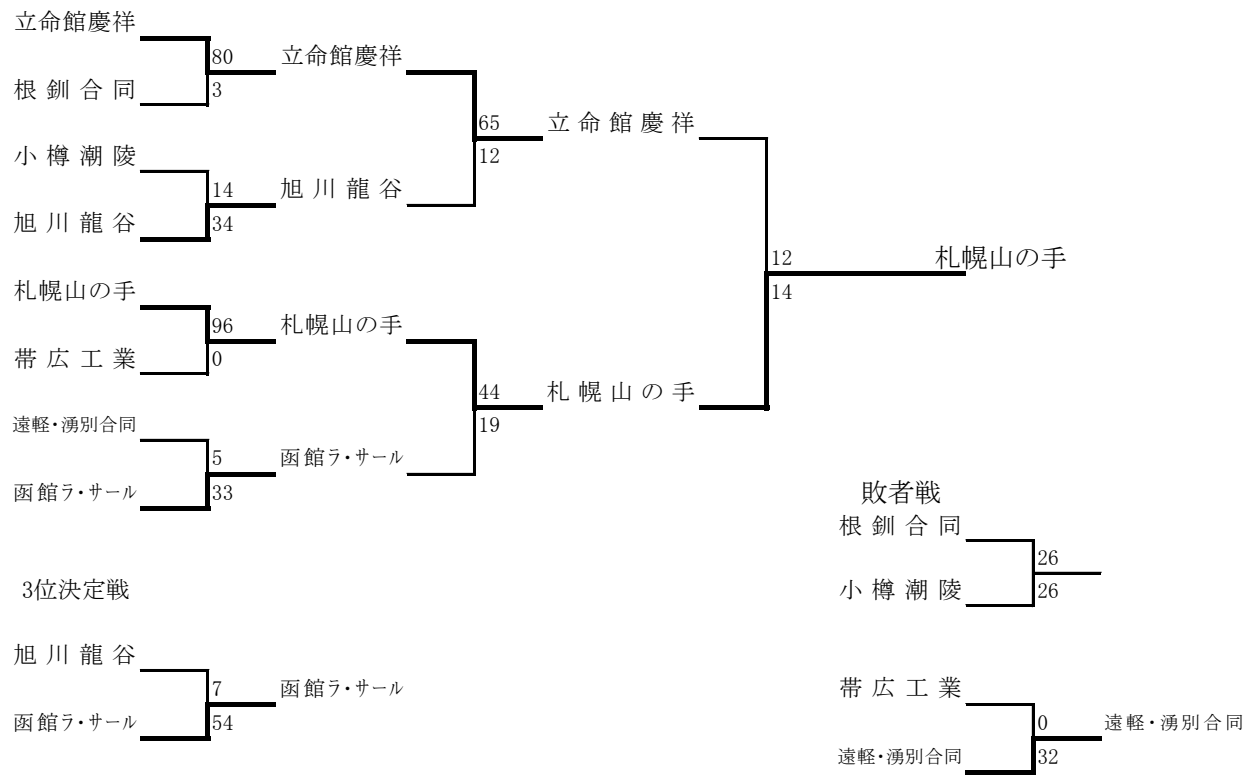 立命館慶祥
80
立命館慶祥
根釧合同
3
65
立命館慶祥
12
小樽潮陵
14
旭川龍谷
旭川龍谷
34
12
札幌山の手
14
札幌山の手
96
札幌山の手
帯広工業
0
44
札幌山の手
19
遠軽・湧別合同
5
函館ラ・サール
函館ラ・サール
33
敗者戦
根釧合同
26
小樽潮陵
26
3位決定戦
旭川龍谷
7
函館ラ・サール
函館ラ・サール
54
帯広工業
0
遠軽・湧別合同
遠軽・湧別合同
32